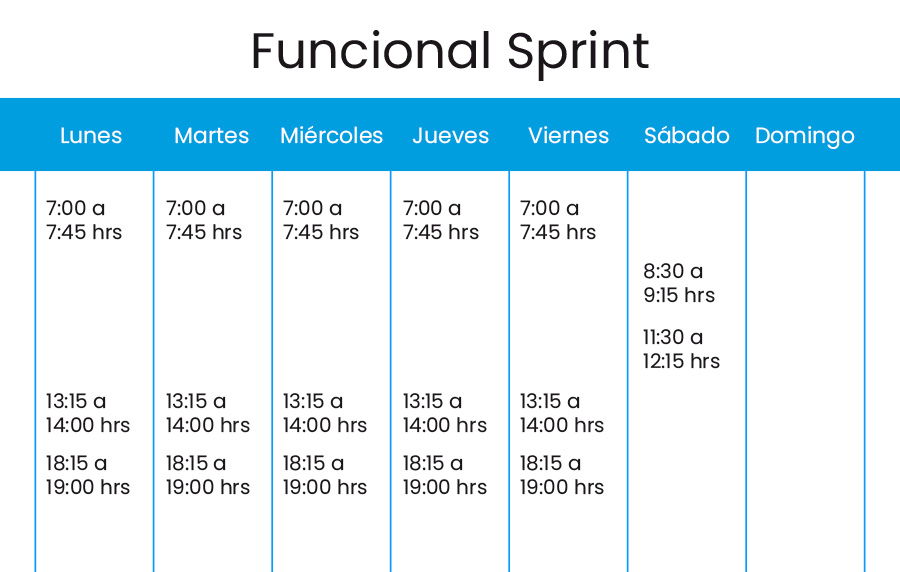 Funcional Sprint
Lunes Martes Miércoles Jueves Viernes Sábado Domingo
7:00 a 7:00 a 7:00 a 7:00 a 7:00 a
7:45 hrs 7:45 hrs 7:45 hrs 7:45 hrs 7:45 hrs
8:30 a
9:15 hrs
11:30 a
12:15 hrs
13:15 a 13:15 a 13:15 a 13:15 a 13:15 a
14:00 hrs 14:00 hrs 14:00 hrs 14:00 hrs 14:00 hrs
18:15 a 18:15 a 18:15 a 18:15 a 18:15 a
19:00 hrs 19:00 hrs 19:00 hrs 19:00 hrs 19:00 hrs